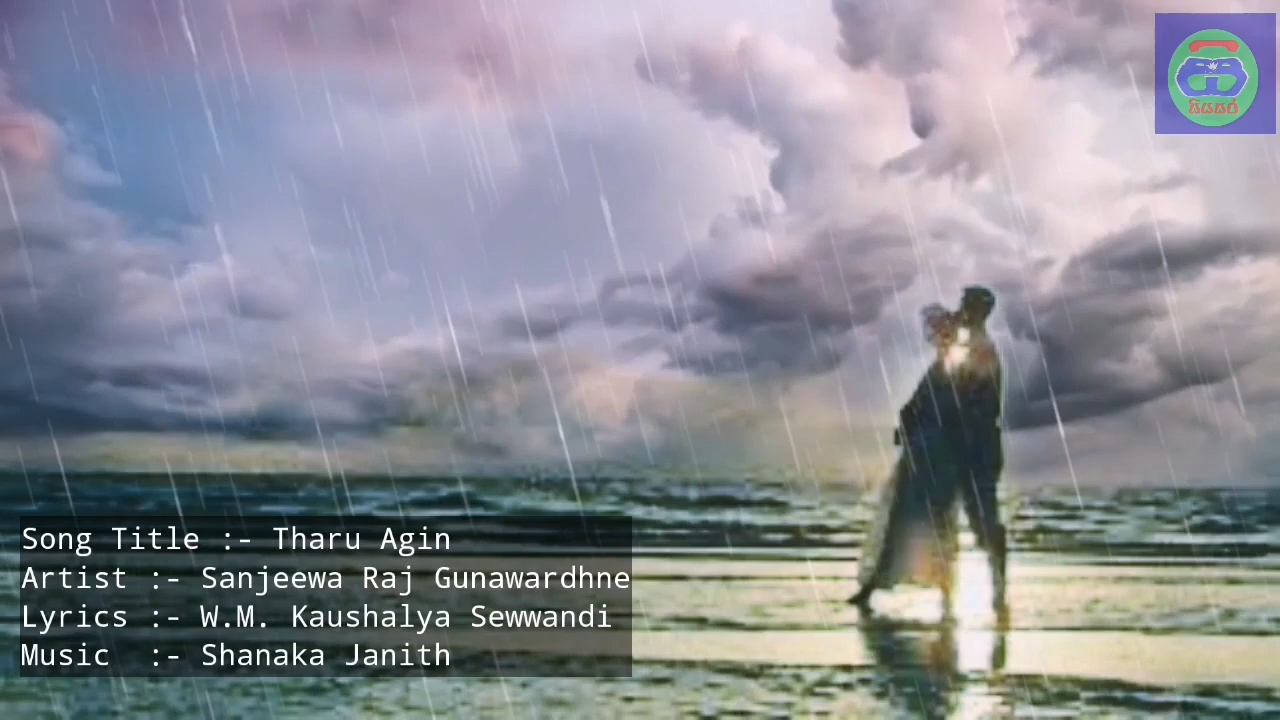 Song Title :- Tharu Agin
Artist :- Sanjeewa Raj Gunawardhne
Lyrics :- W.M. Kaushalya Sewwandi
Music :- Shanaka Janith